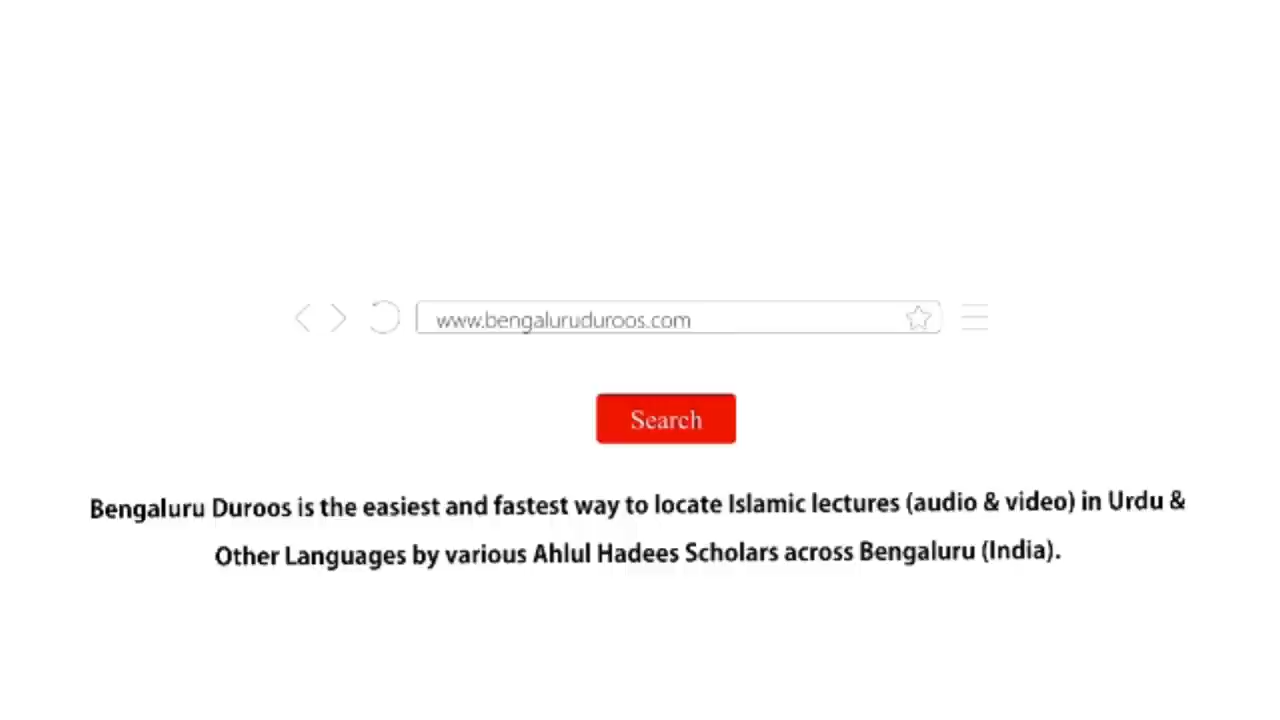 www.bengaluruduroos.com
Search
Bengaluru Duroos is the easiest and fastest way to locate Islamic lectures (audio & video) in Urdu &
Other Languages by various Ahlul Hadees Scholars across Bengaluru (India).